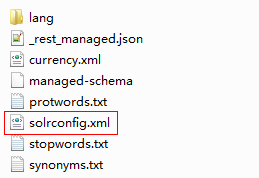 lang
_rest_managed.json
currency.xml
managed-schema
protwords.txt
solrconfig.xml
stopwords.txt
synonyms.txt